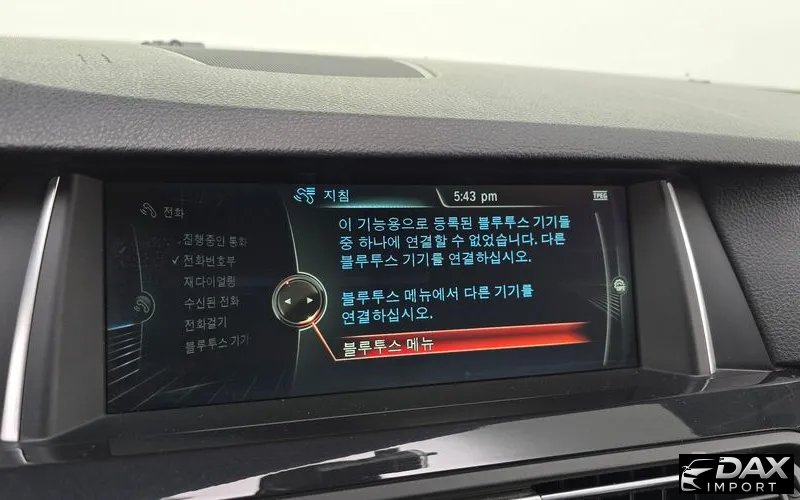 지침
5:43 pm
TPEG
전화
진행중인 통화
✓ 전화번호부
재다이얼링
수신된 전화
전화걸기
블루투스 기기
이 기능용으로 등록된 블루투스 기기들
중 하나에 연결할 수 없었습니다. 다른
블루투스 기기를 연결하십시오.
블루투스 메뉴에서 다른 기기를
연결하십시오.
블루투스 메뉴
DAX
IMPORT